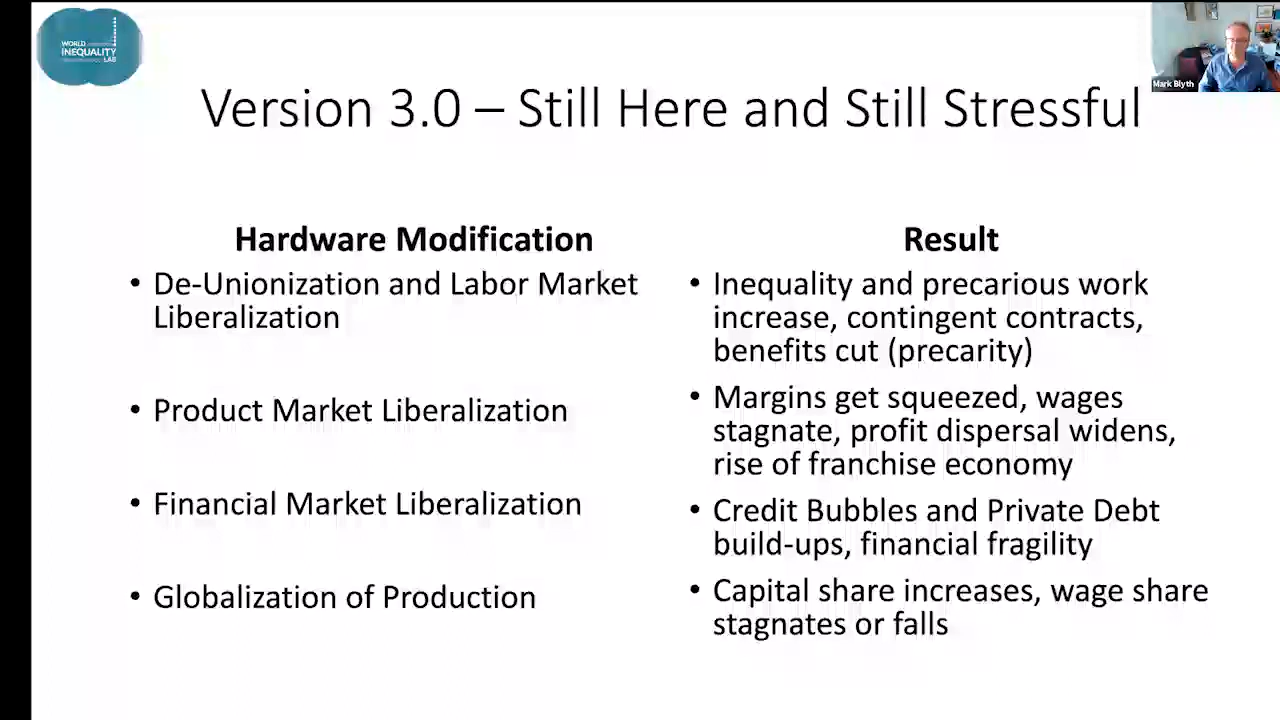 WORLD
INEQUALITY
LAB
Mark Blyth
Version 3.0 – Still Here and Still Stressful
Hardware Modification
• De-Unionization and Labor Market
Liberalization
• Product Market Liberalization
• Financial Market Liberalization
• Globalization of Production
Result
• Inequality and precarious work
increase, contingent contracts,
benefits cut (precarity)
• Margins get squeezed, wages
stagnate, profit dispersal widens,
rise of franchise economy
• Credit Bubbles and Private Debt
build-ups, financial fragility
• Capital share increases, wage share
stagnates or falls